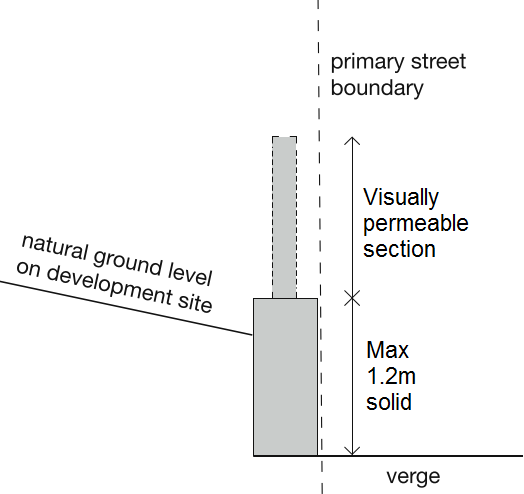 primary street
boundary
Visually
permeable
section
natural ground level
on development site
Max
1.2m
solid
verge